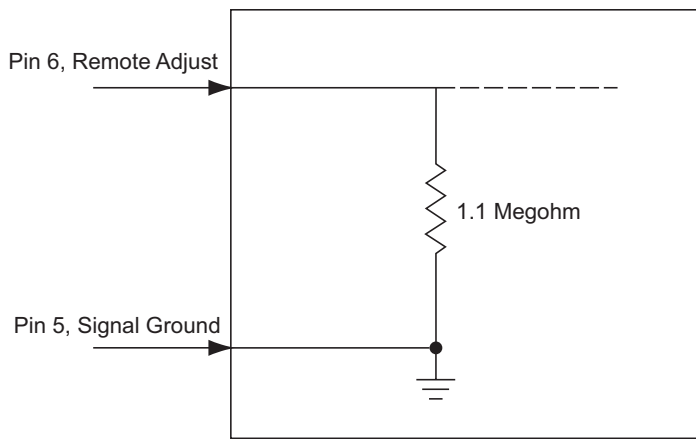 Pin 6, Remote Adjust
1.1 Megohm
Pin 5, Signal Ground